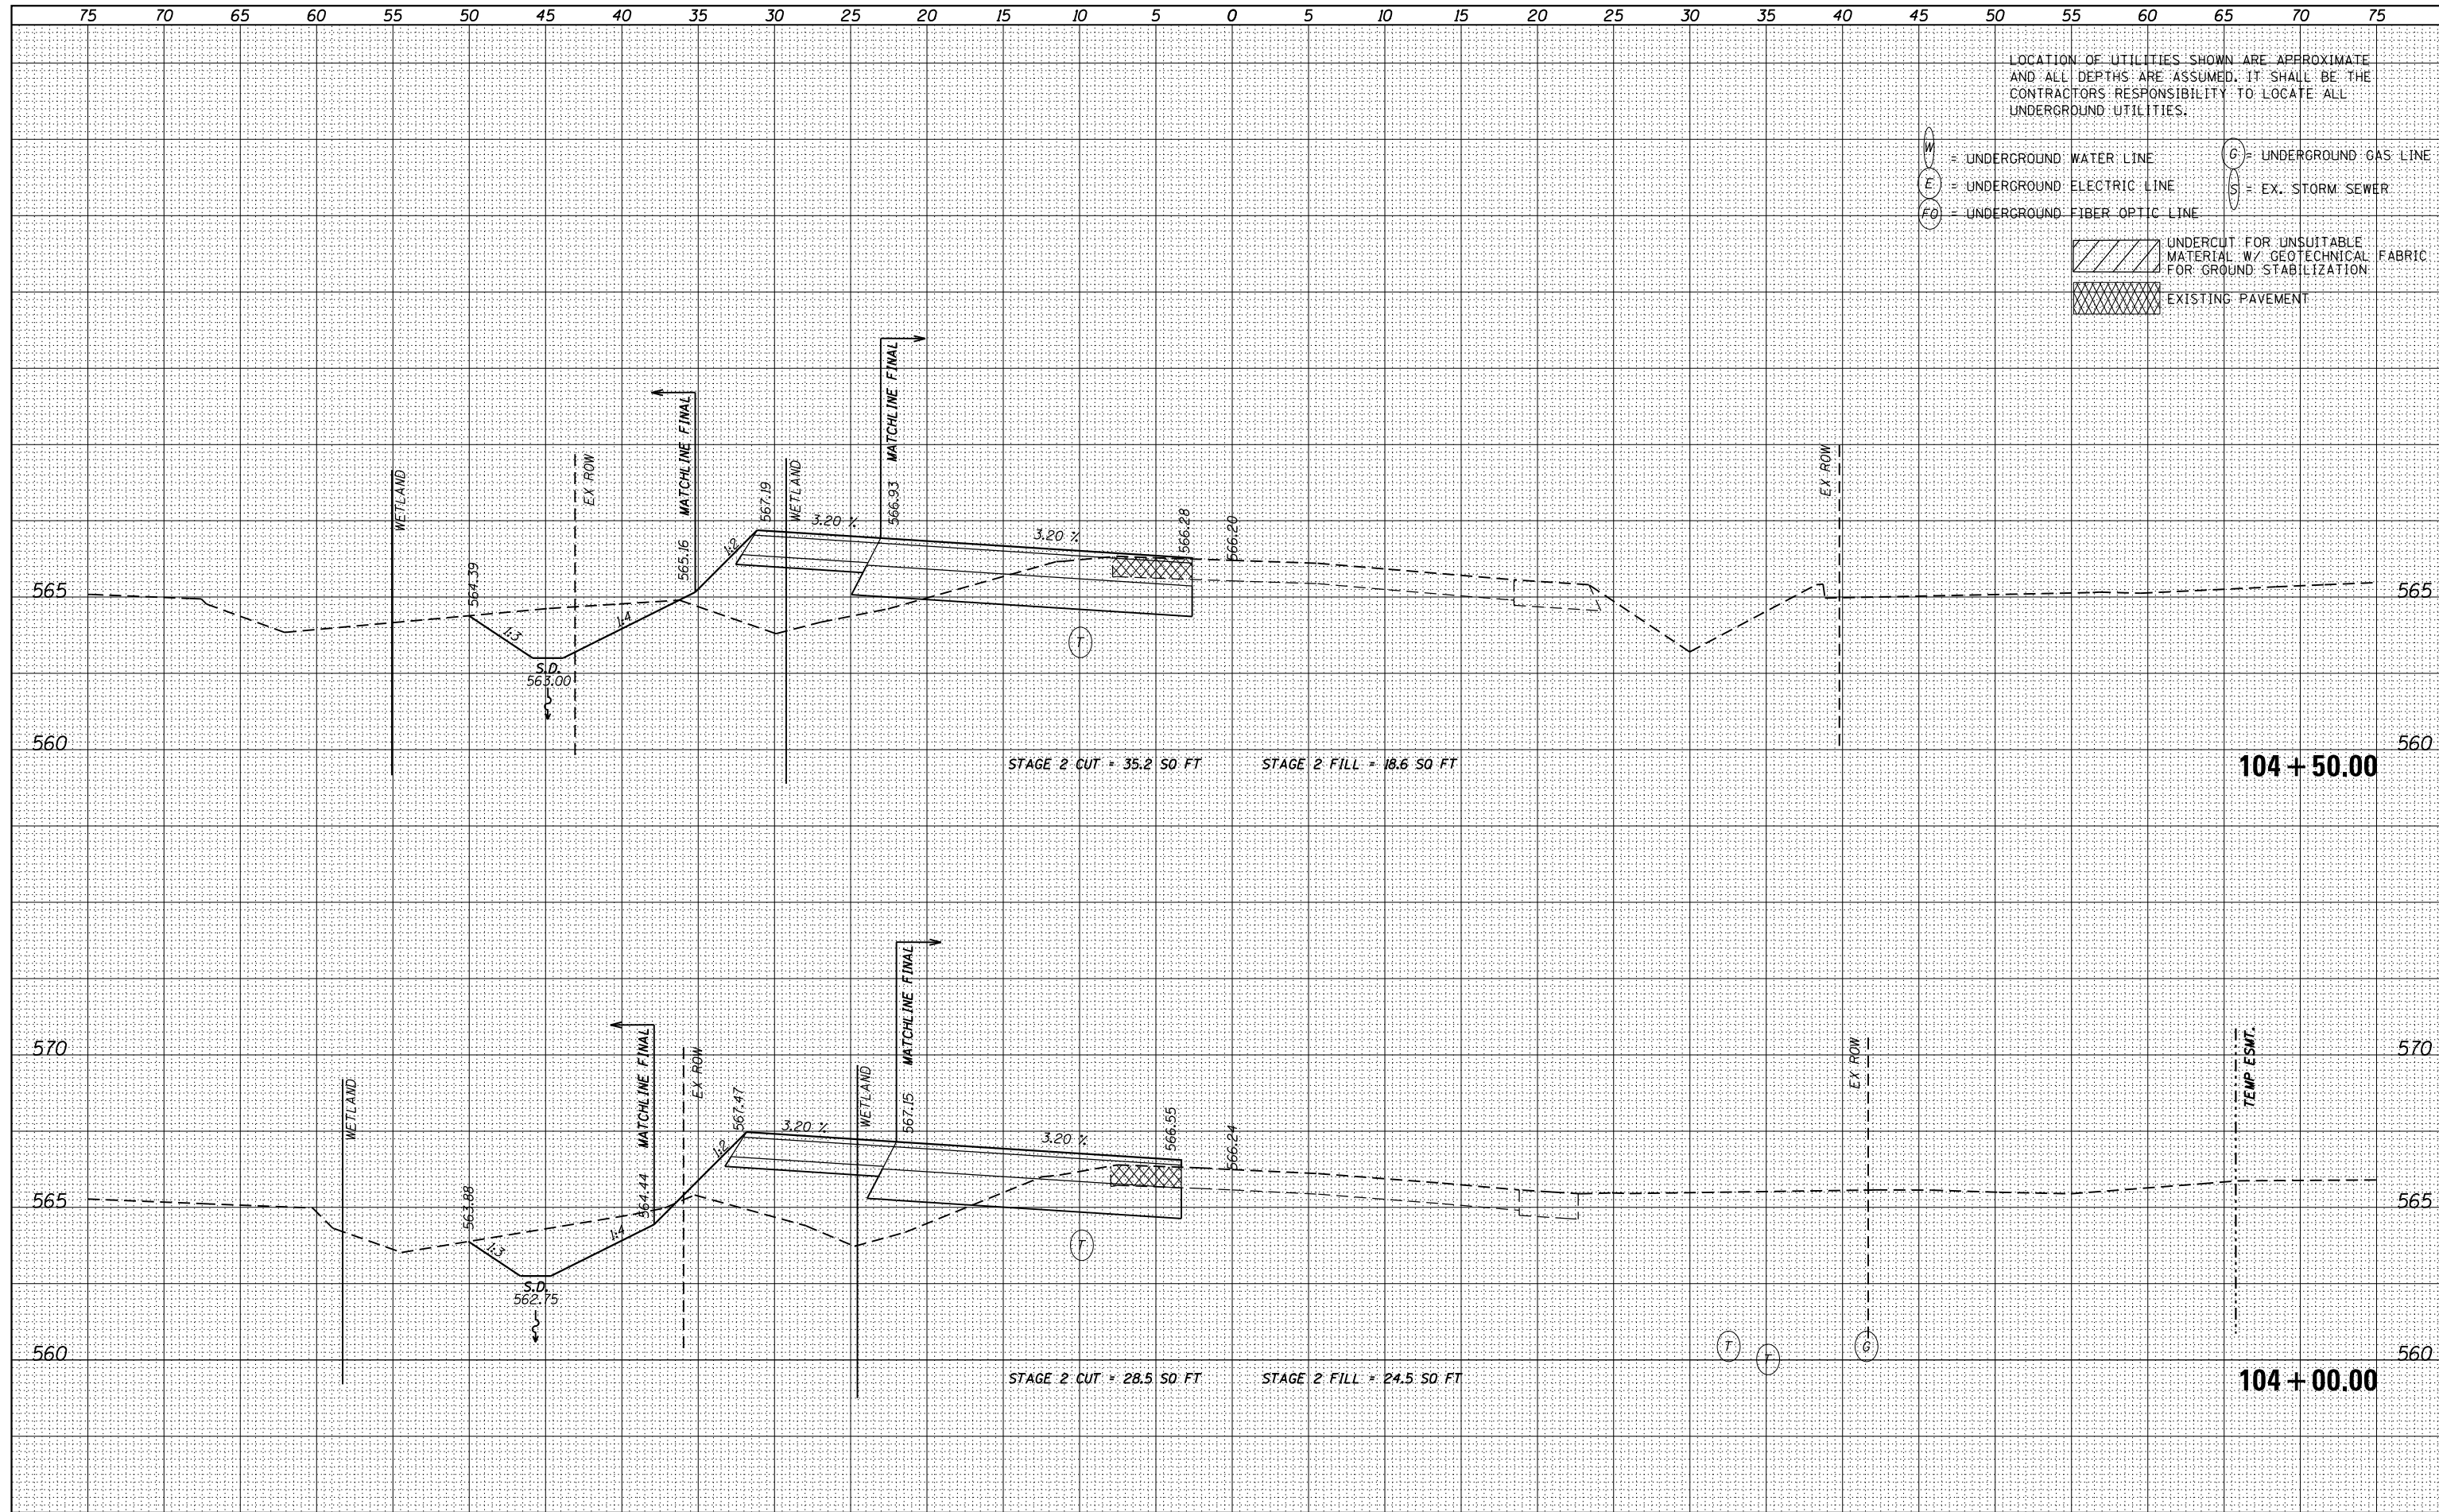 75 70 65 60 55 50 45 40 35 30 25 20 15 10 5 0 5 10 15 20 25 30 35 40 45 50 55 60 65 70 75
LOCATION OF UTILITIES SHOWN ARE APPROXIMATE
AND ALL DEPTHS ARE ASSUMED. IT SHALL BE THE
CONTRACTORS RESPONSIBILITY TO LOCATE ALL
UNDERGROUND UTILITIES.
W = UNDERGROUND WATER LINE
G = UNDERGROUND GAS LINE
E = UNDERGROUND ELECTRIC LINE
S = EX. STORM SEWER
FO = UNDERGROUND FIBER OPTIC LINE
UNDERCUT FOR UNSUITABLE
MATERIAL W/ GEOTECHNICAL FABRIC
FOR GROUND STABILIZATION
EXISTING PAVEMENT
WETLAND
564.39
EX ROW
565.16 MATCHLINE FINAL
567.19
WETLAND
566.93 MATCHLINE FINAL
566.28
566.20
EX ROW
3.20 %
3.20 %
1:2
1:3
1:4
565
565
S.D.
563.00
T
560
560
STAGE 2 CUT = 35.2 SQ FT
STAGE 2 FILL = 18.6 SQ FT
104 + 50.00
570
570
WETLAND
563.88
564.44 MATCHLINE FINAL
EX ROW
567.47
WETLAND
567.15 MATCHLINE FINAL
566.55
566.24
EX ROW
TEMP ESMT.
3.20 %
3.20 %
1:2
1:3
1:4
565
565
S.D.
562.75
T
T
T
G
560
560
STAGE 2 CUT = 28.5 SQ FT
STAGE 2 FILL = 24.5 SQ FT
104 + 00.00